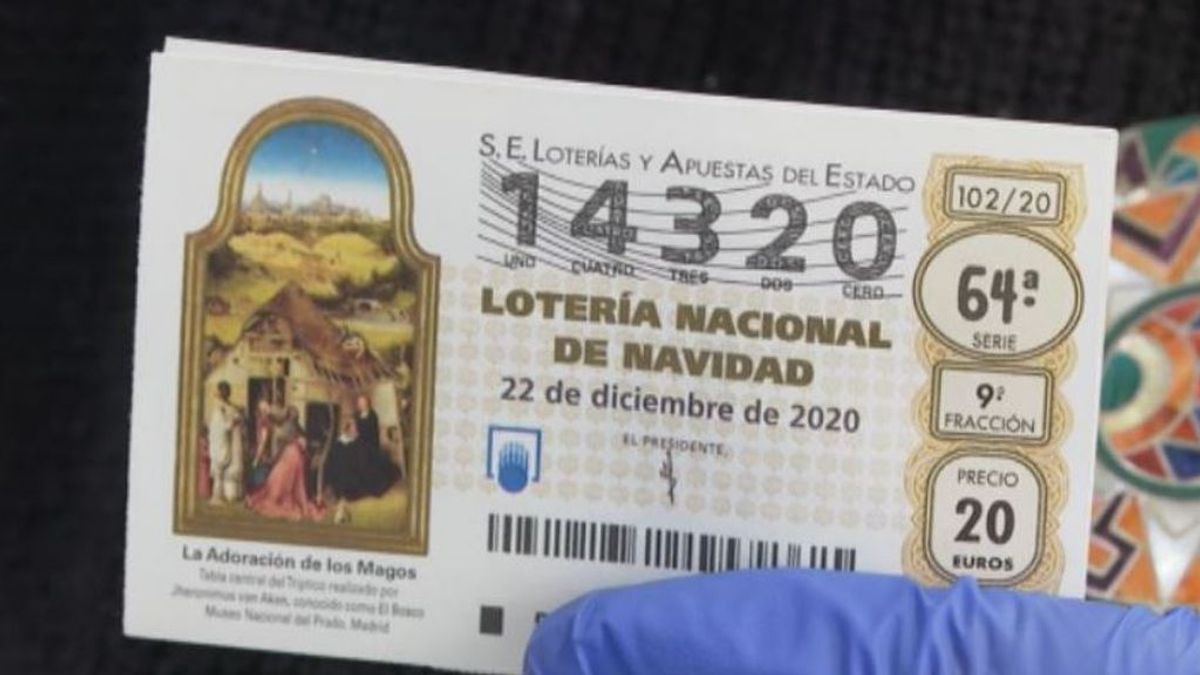 S.E. LOTERÍAS Y APUESTAS DEL ESTADO
14320
UNO CUATRO TRES DOS CERO
LOTERÍA NACIONAL
DE NAVIDAD
22 de diciembre de 2020
EL PRESIDENTE,
102/20
64ª
SERIE
9ª
FRACCIÓN
PRECIO
20
EUROS
La Adoración de los Magos
Tabla central del Tríptico realizado por
Jheronimus van Aken, conocido como El Bosco
Museo Nacional del Prado. Madrid